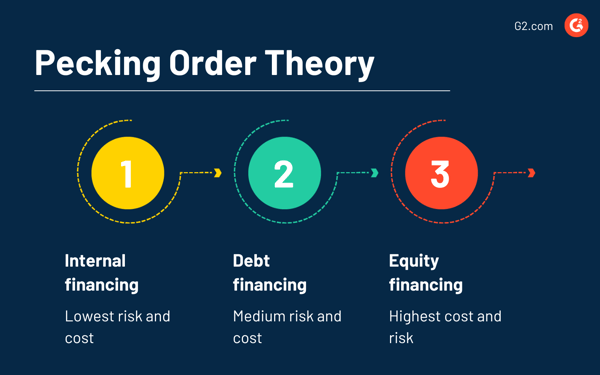 G2.com
Pecking Order Theory
1
2
3
Internal
financing
Lowest risk and
cost
Debt
financing
Medium risk and
cost
Equity
financing
Highest cost and
risk